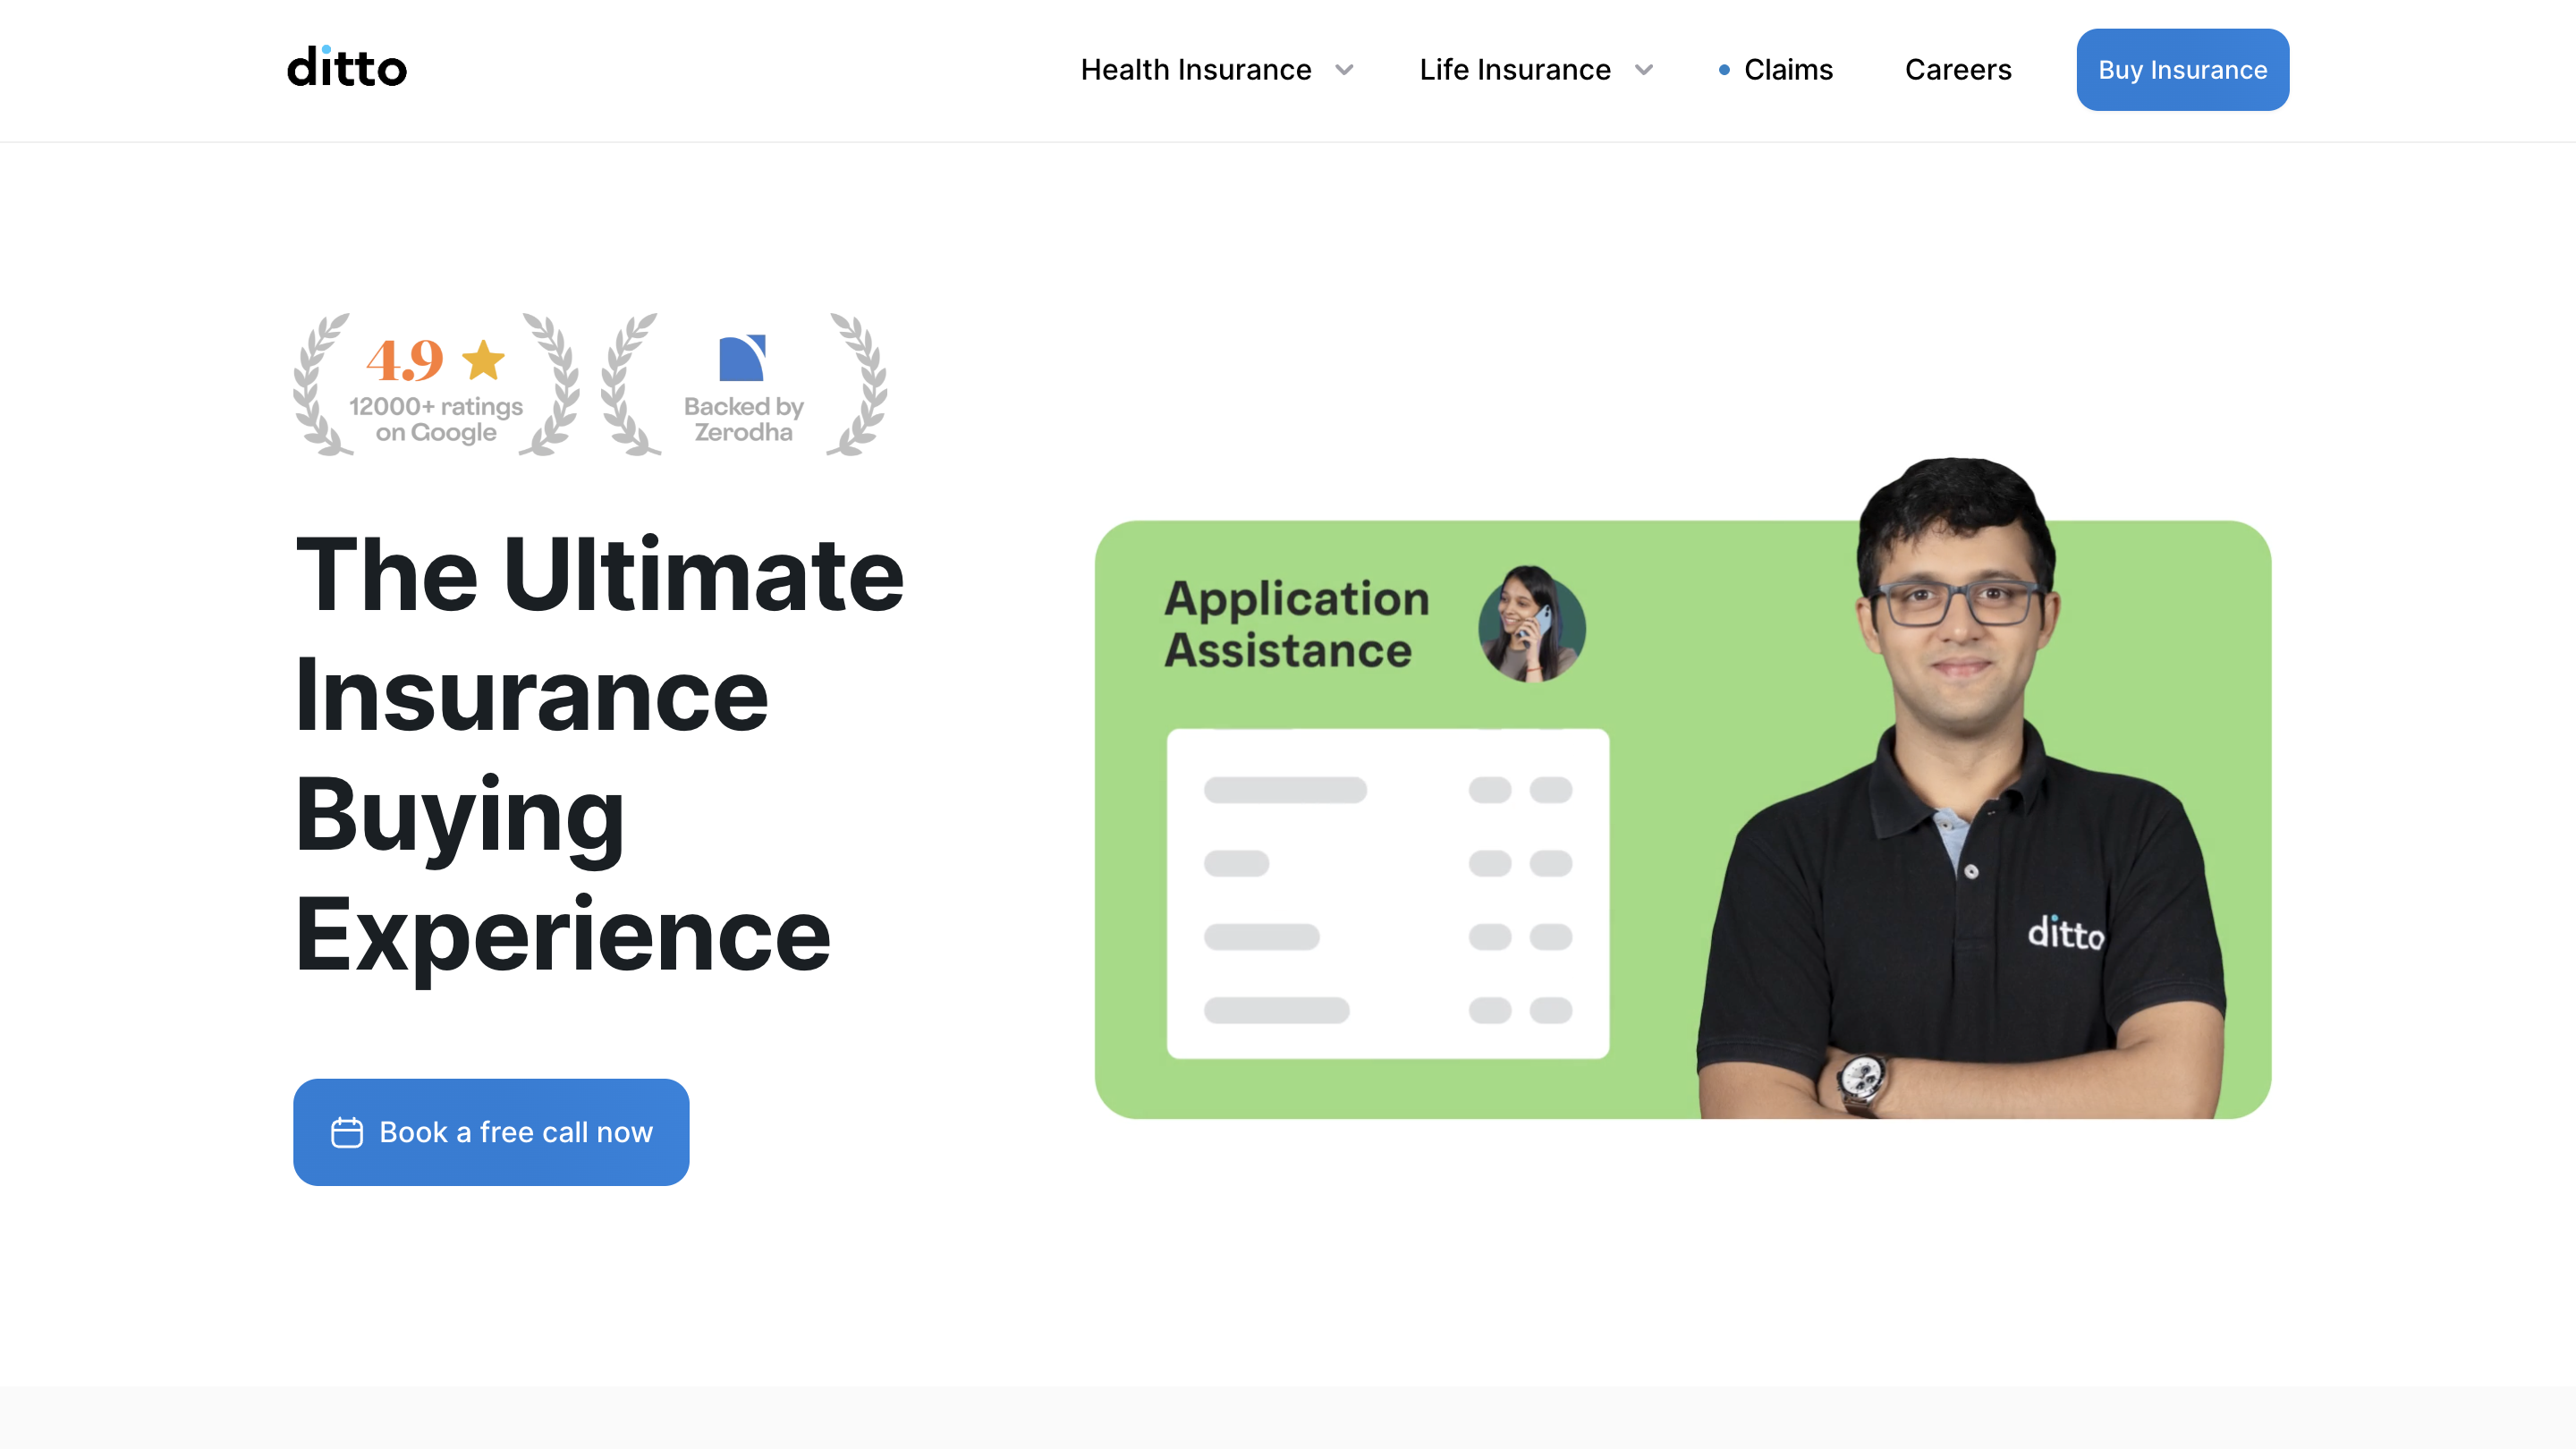 ditto
Health Insurance
Life Insurance
Claims
Careers
Buy Insurance
4.9
12000+ ratings
on Google
Backed by
Zerodha
The Ultimate
Insurance
Buying
Experience
Book a free call now
Application
Assistance
ditto